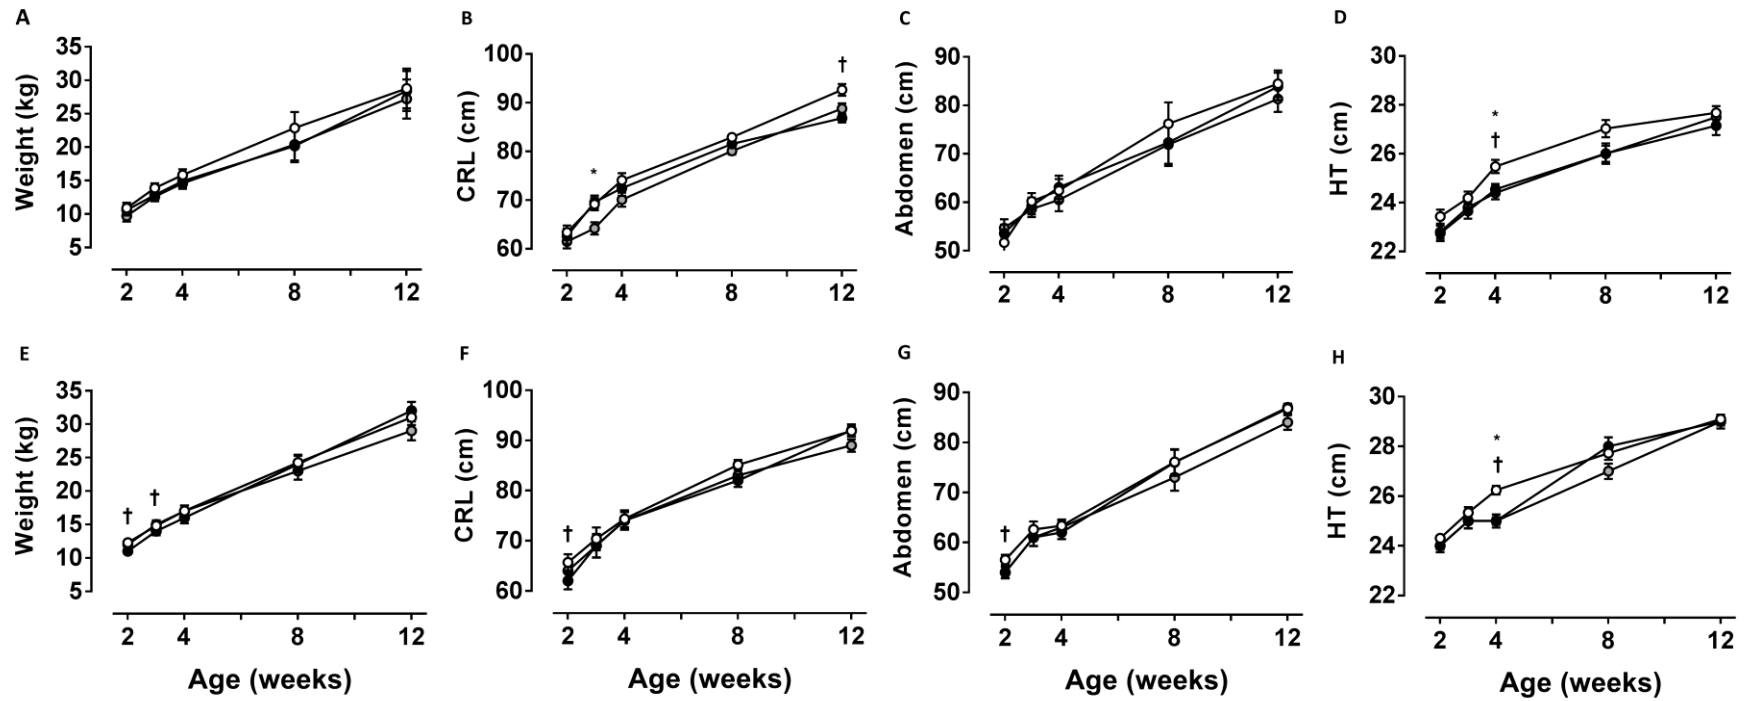 A
Weight (kg)
35
30
25
20
15
10
5
2 4 8 12
B
CRL (cm)
100
90
80
70
60
*
†
2 4 8 12
C
Abdomen (cm)
90
80
70
60
50
2 4 8 12
D
HT (cm)
30
28
26
24
22
*
†
2 4 8 12
E
Weight (kg)
35
30
25
20
15
10
5
† †
2 4 8 12
Age (weeks)
F
CRL (cm)
100
90
80
70
60
†
2 4 8 12
Age (weeks)
G
Abdomen (cm)
90
80
70
60
50
†
2 4 8 12
Age (weeks)
H
HT (cm)
30
28
26
24
22
*
†
2 4 8 12
Age (weeks)